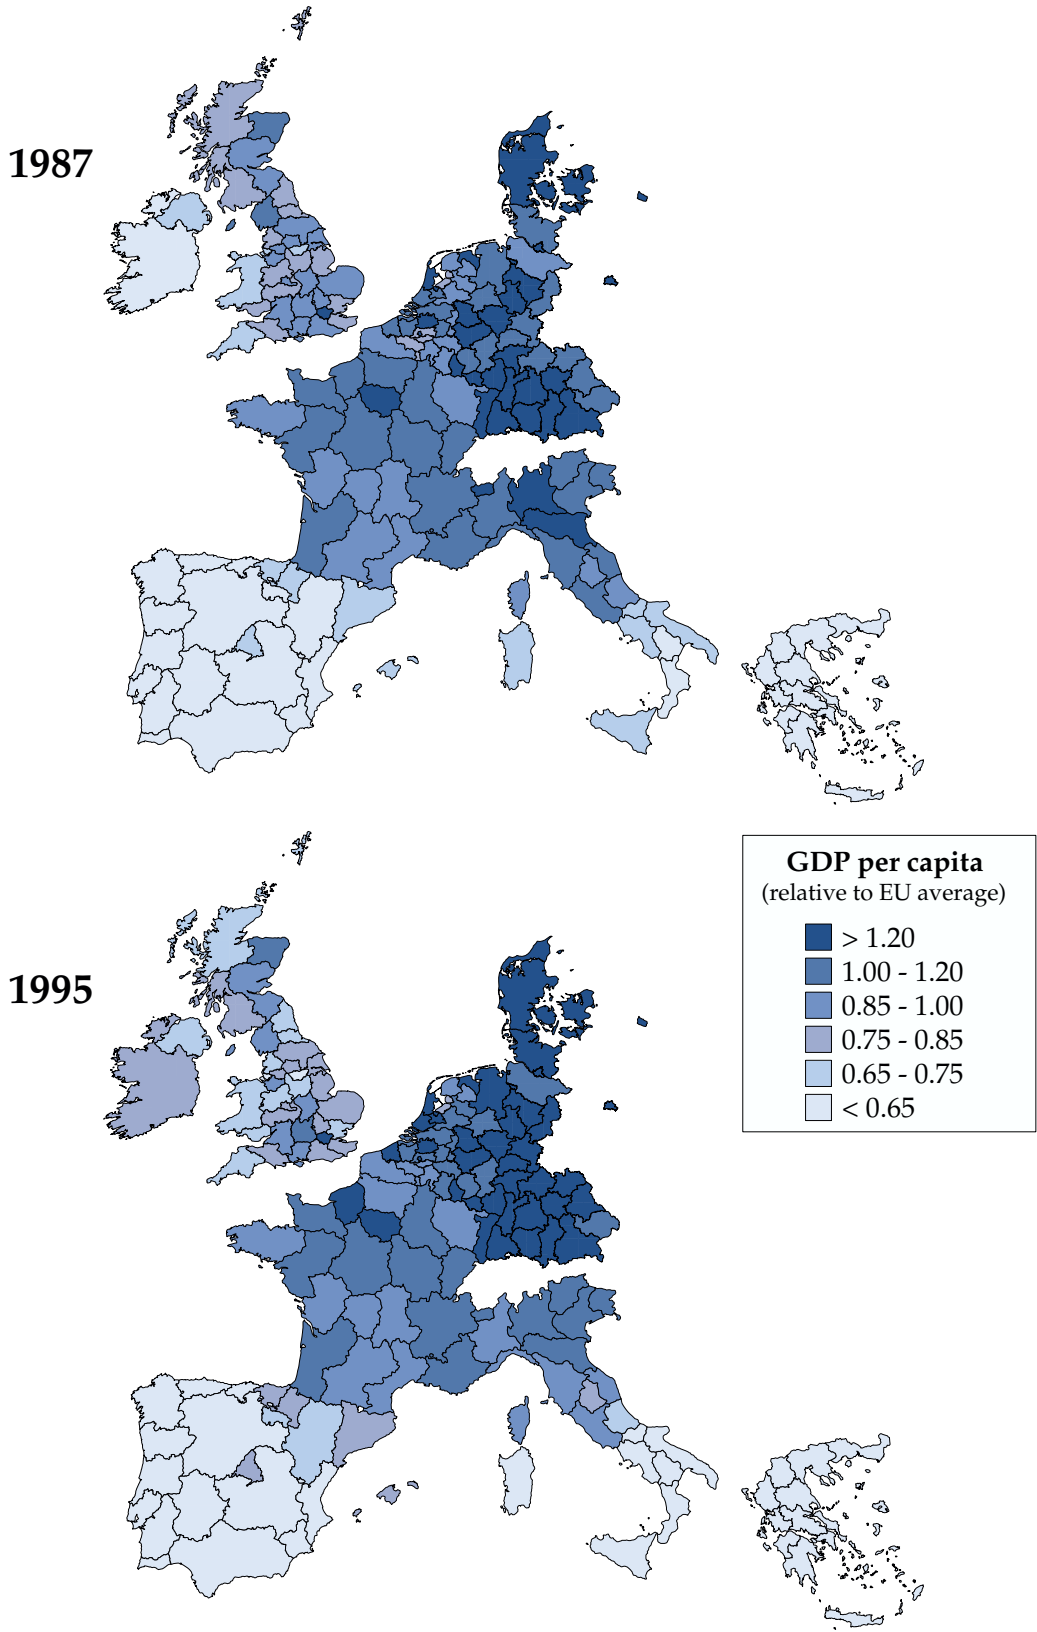 1987
1995
GDP per capita
(relative to EU average)
> 1.20
1.00 - 1.20
0.85 - 1.00
0.75 - 0.85
0.65 - 0.75
< 0.65